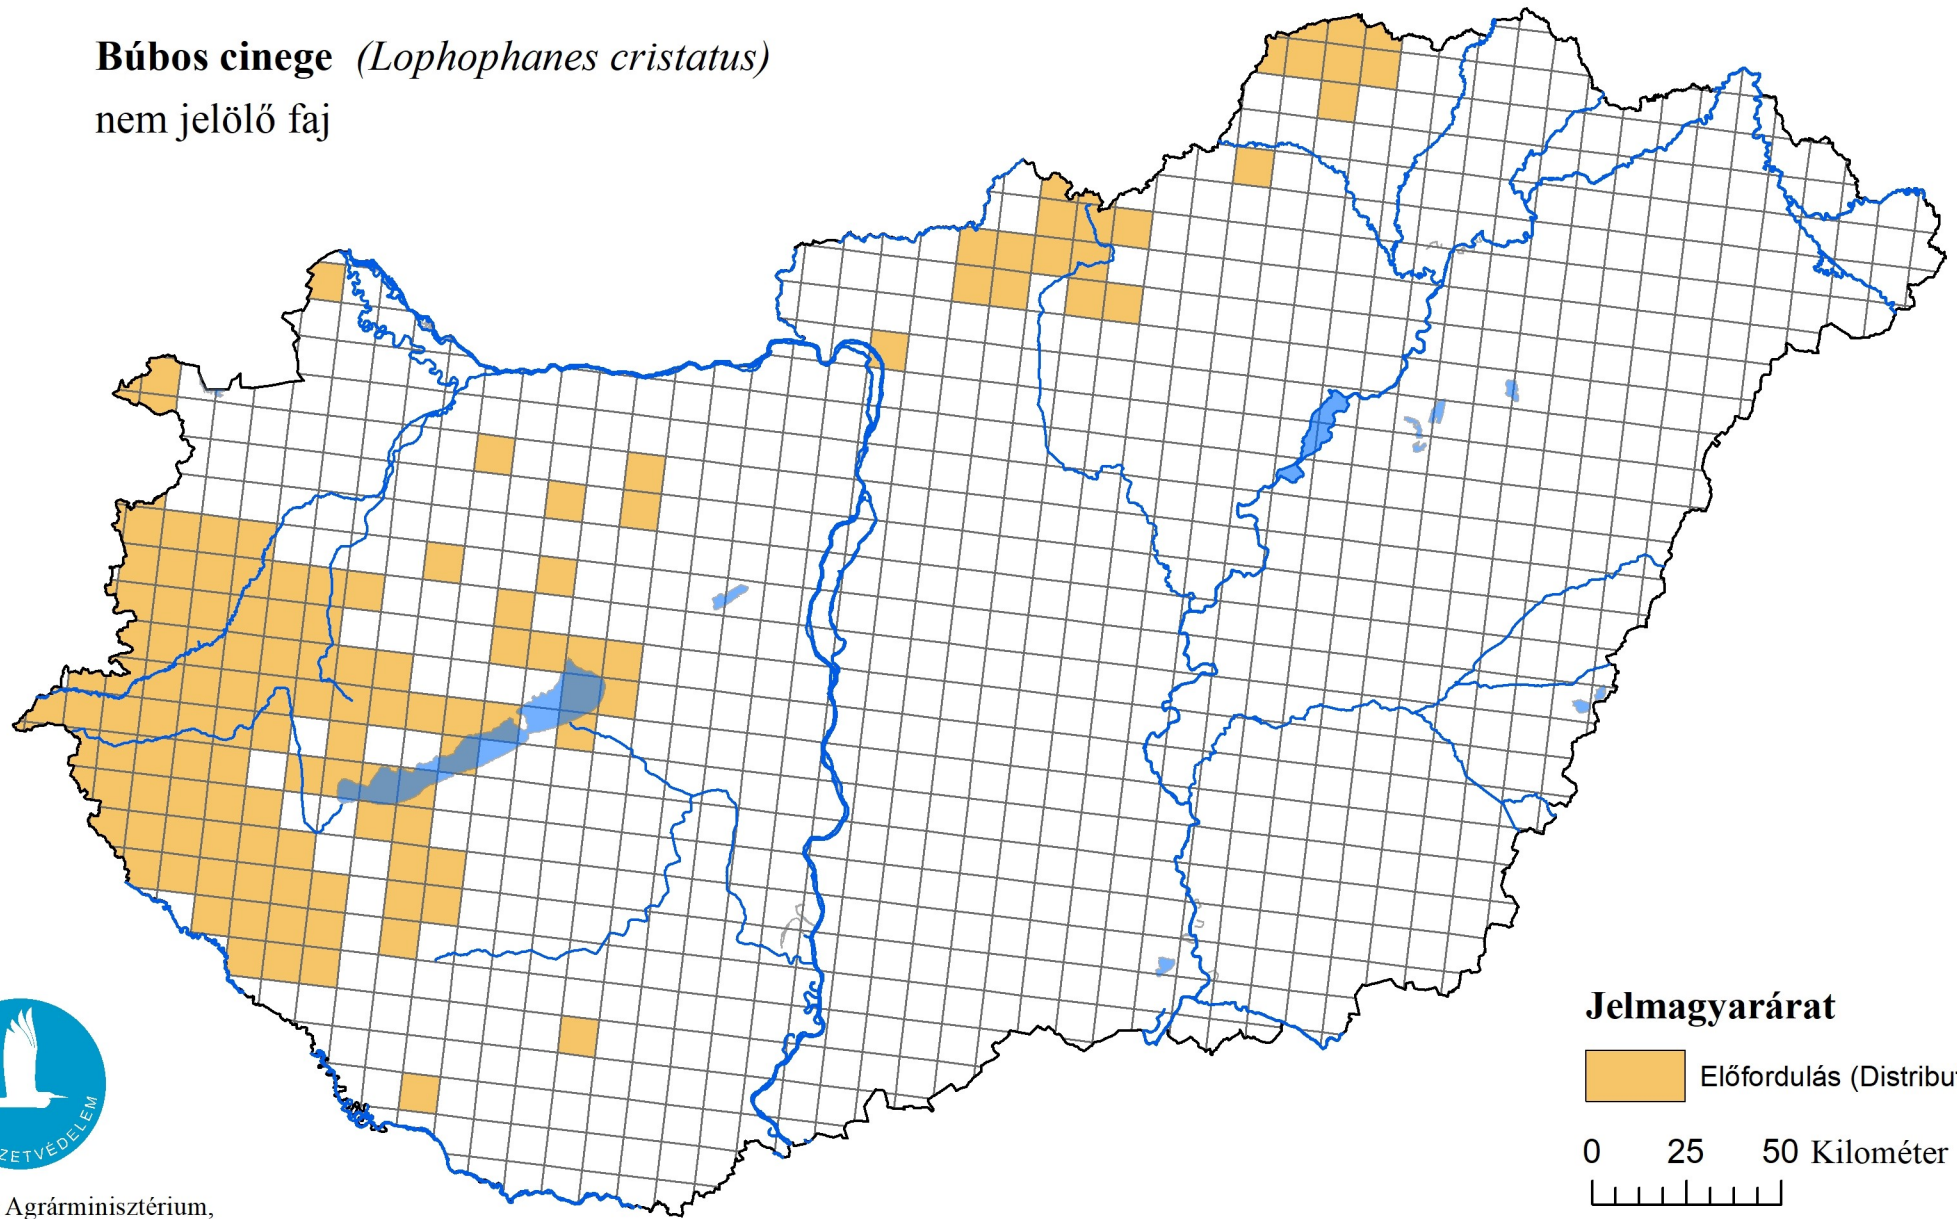 Búbos cinege (Lophophanes cristatus)
nem jelölő faj
Jelmagyarárat
Előfordulás (Distribu
0 25 50 Kilométer
ZETVÉDELEM
Agrárminisztérium,